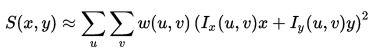 S(x, y) ≈ ∑_u ∑_v w(u, v) (I_x(u, v)x + I_y(u, v)y)²